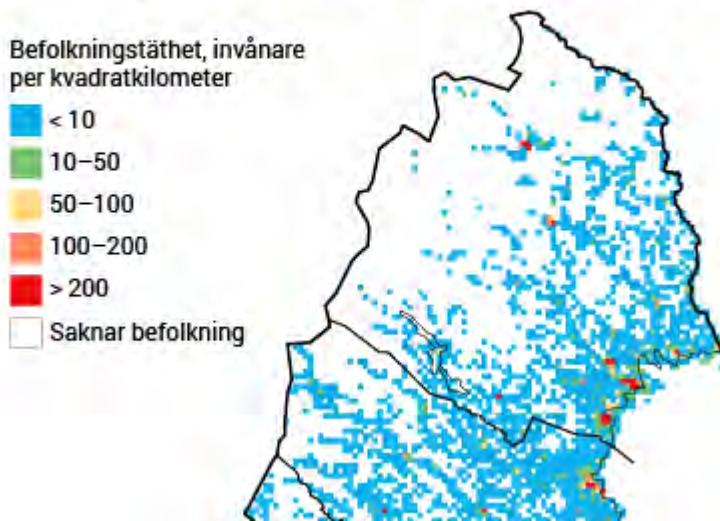 Befolkningstäthet, invånare
per kvadratkilometer
< 10
10–50
50–100
100–200
> 200
Saknar befolkning